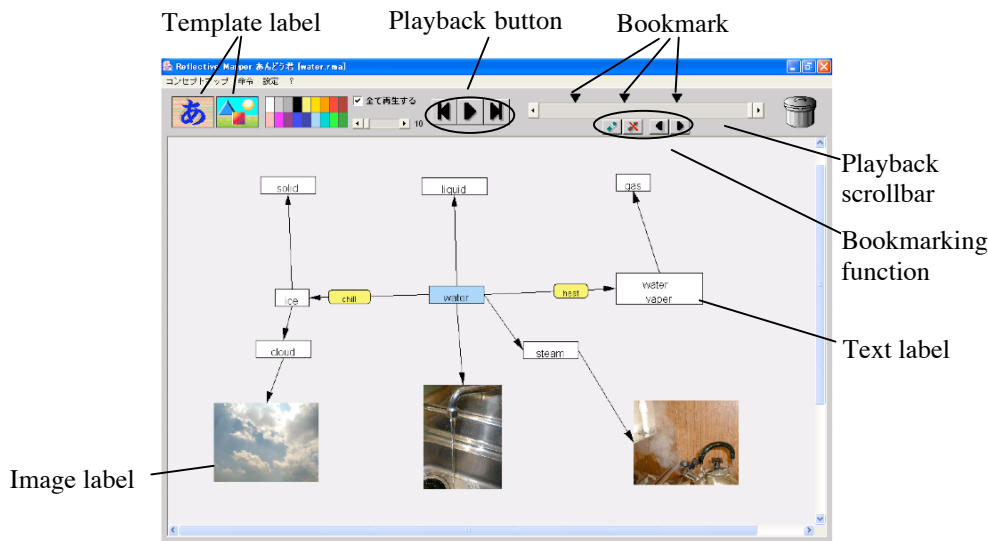 Template label
Playback button
Bookmark
Reflective Mapper あんどう君 [water.rma]
コンセプトマップ 命令 設定 ?
あ
全て再生する
10
Playback
scrollbar
Bookmarking
function
solid
liquid
gas
ice
chill
water
heat
water
vaper
cloud
steam
Text label
Image label